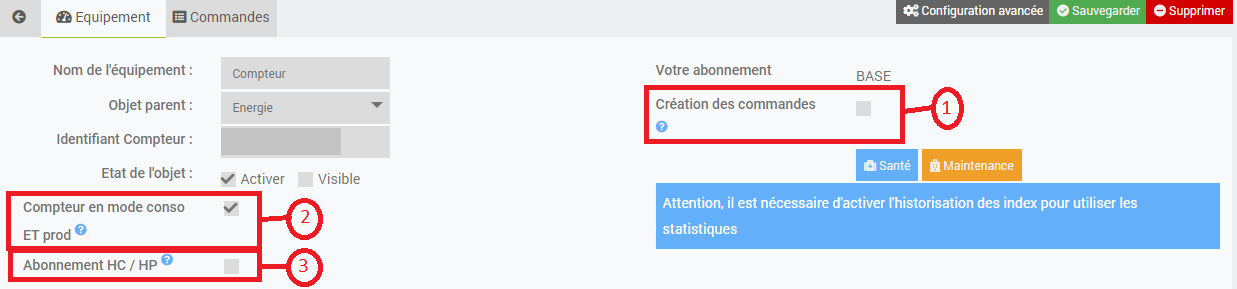 Equipement
Commandes
Configuration avancée
Sauvegarder
Supprimer
Nom de l'équipement :
Compteur
Objet parent :
Energie
Identifiant Compteur :
Etat de l'objet :
Activer
Visible
Compteur en mode conso
ET prod ?
2
Abonnement HC / HP ?
3
Votre abonnement
BASE
Création des commandes
?
1
Santé
Maintenance
Attention, il est nécessaire d'activer l'historisation des index pour utiliser les
statistiques